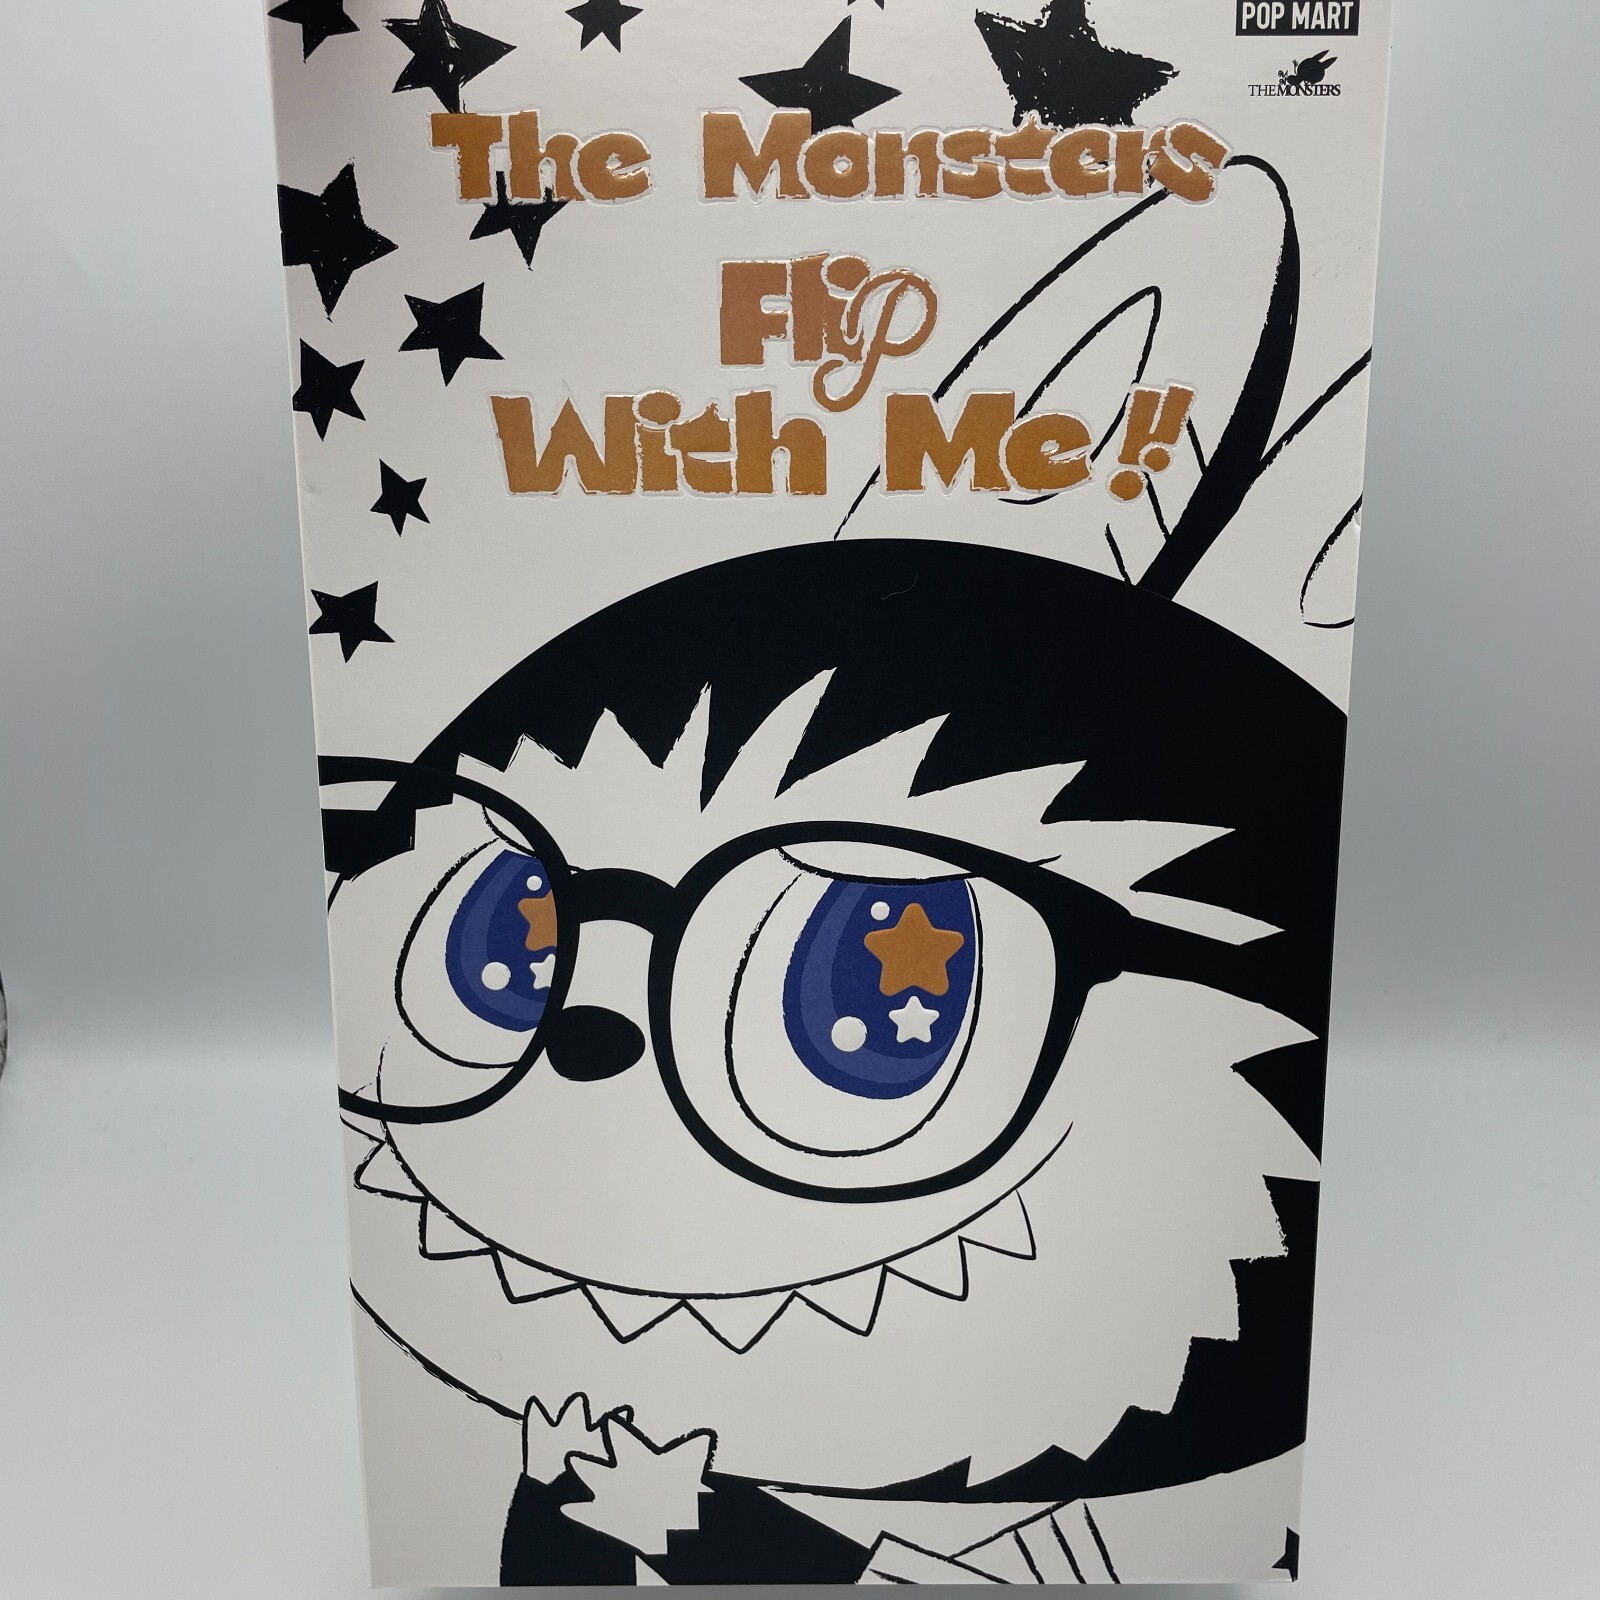 POP MART
THE MONSTERS
The Monsters
Flip
With Me!!